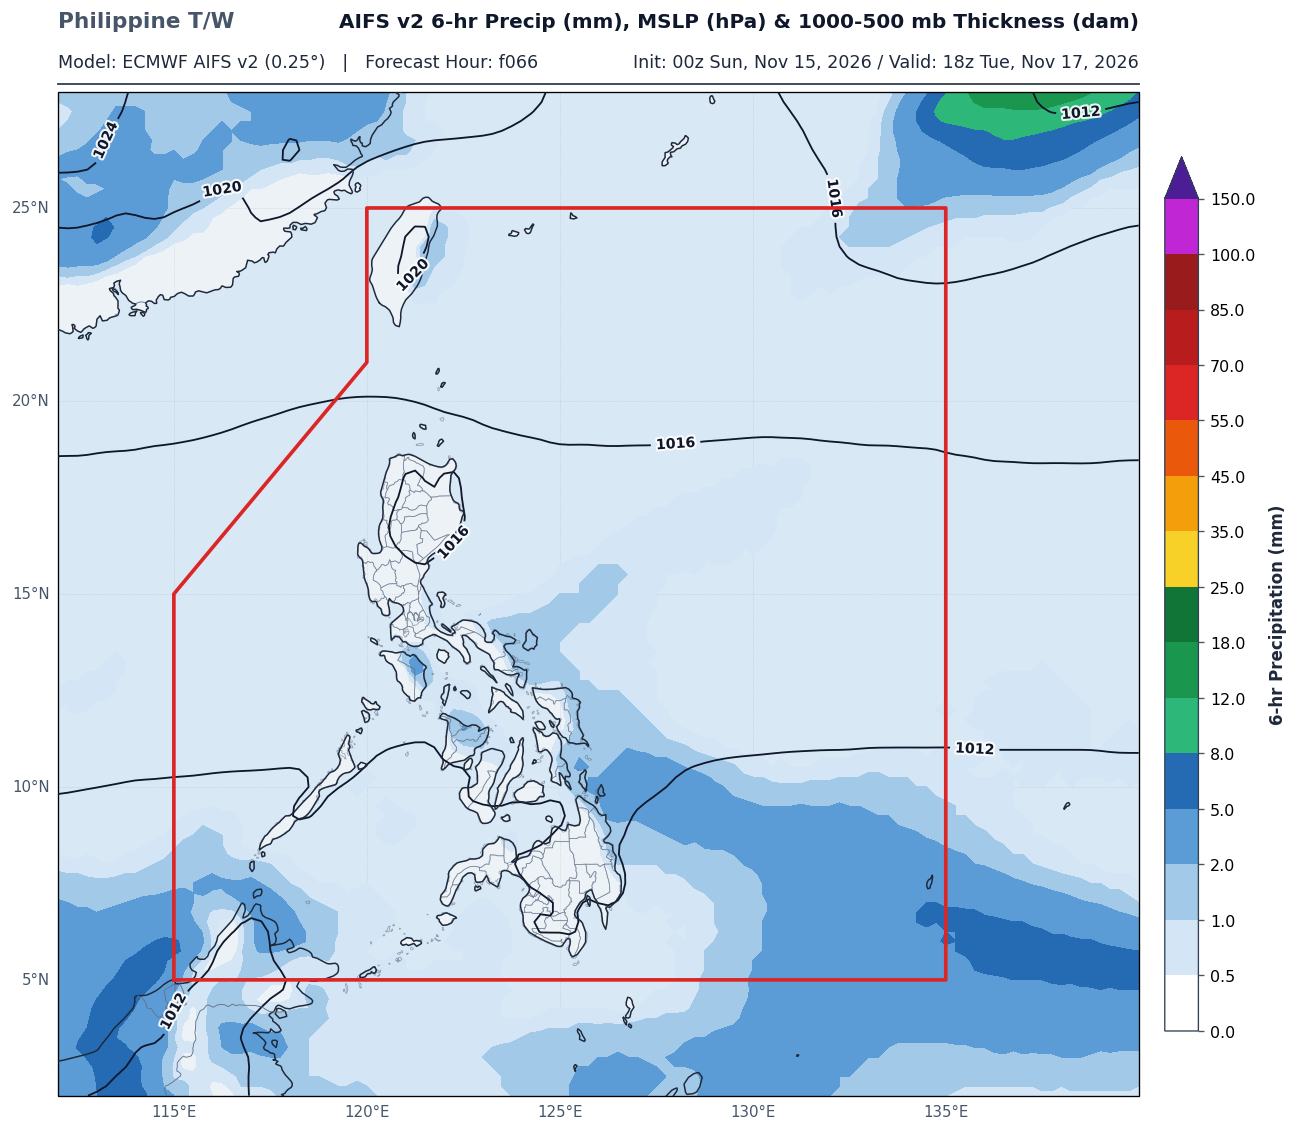 Philippine T/W
AIFS v2 6-hr Precip (mm), MSLP (hPa) & 1000-500 mb Thickness (dam)
Model: ECMWF AIFS v2 (0.25°) | Forecast Hour: f066
Init: 00z Sun, Nov 15, 2026 / Valid: 18z Tue, Nov 17, 2026
1024
1020
1012
1016
1020
1016
1016
1012
1012
25°N
20°N
15°N
10°N
5°N
115°E
120°E
125°E
130°E
135°E
150.0
100.0
85.0
70.0
55.0
45.0
35.0
25.0
18.0
12.0
8.0
5.0
2.0
1.0
0.5
0.0
6-hr Precipitation (mm)